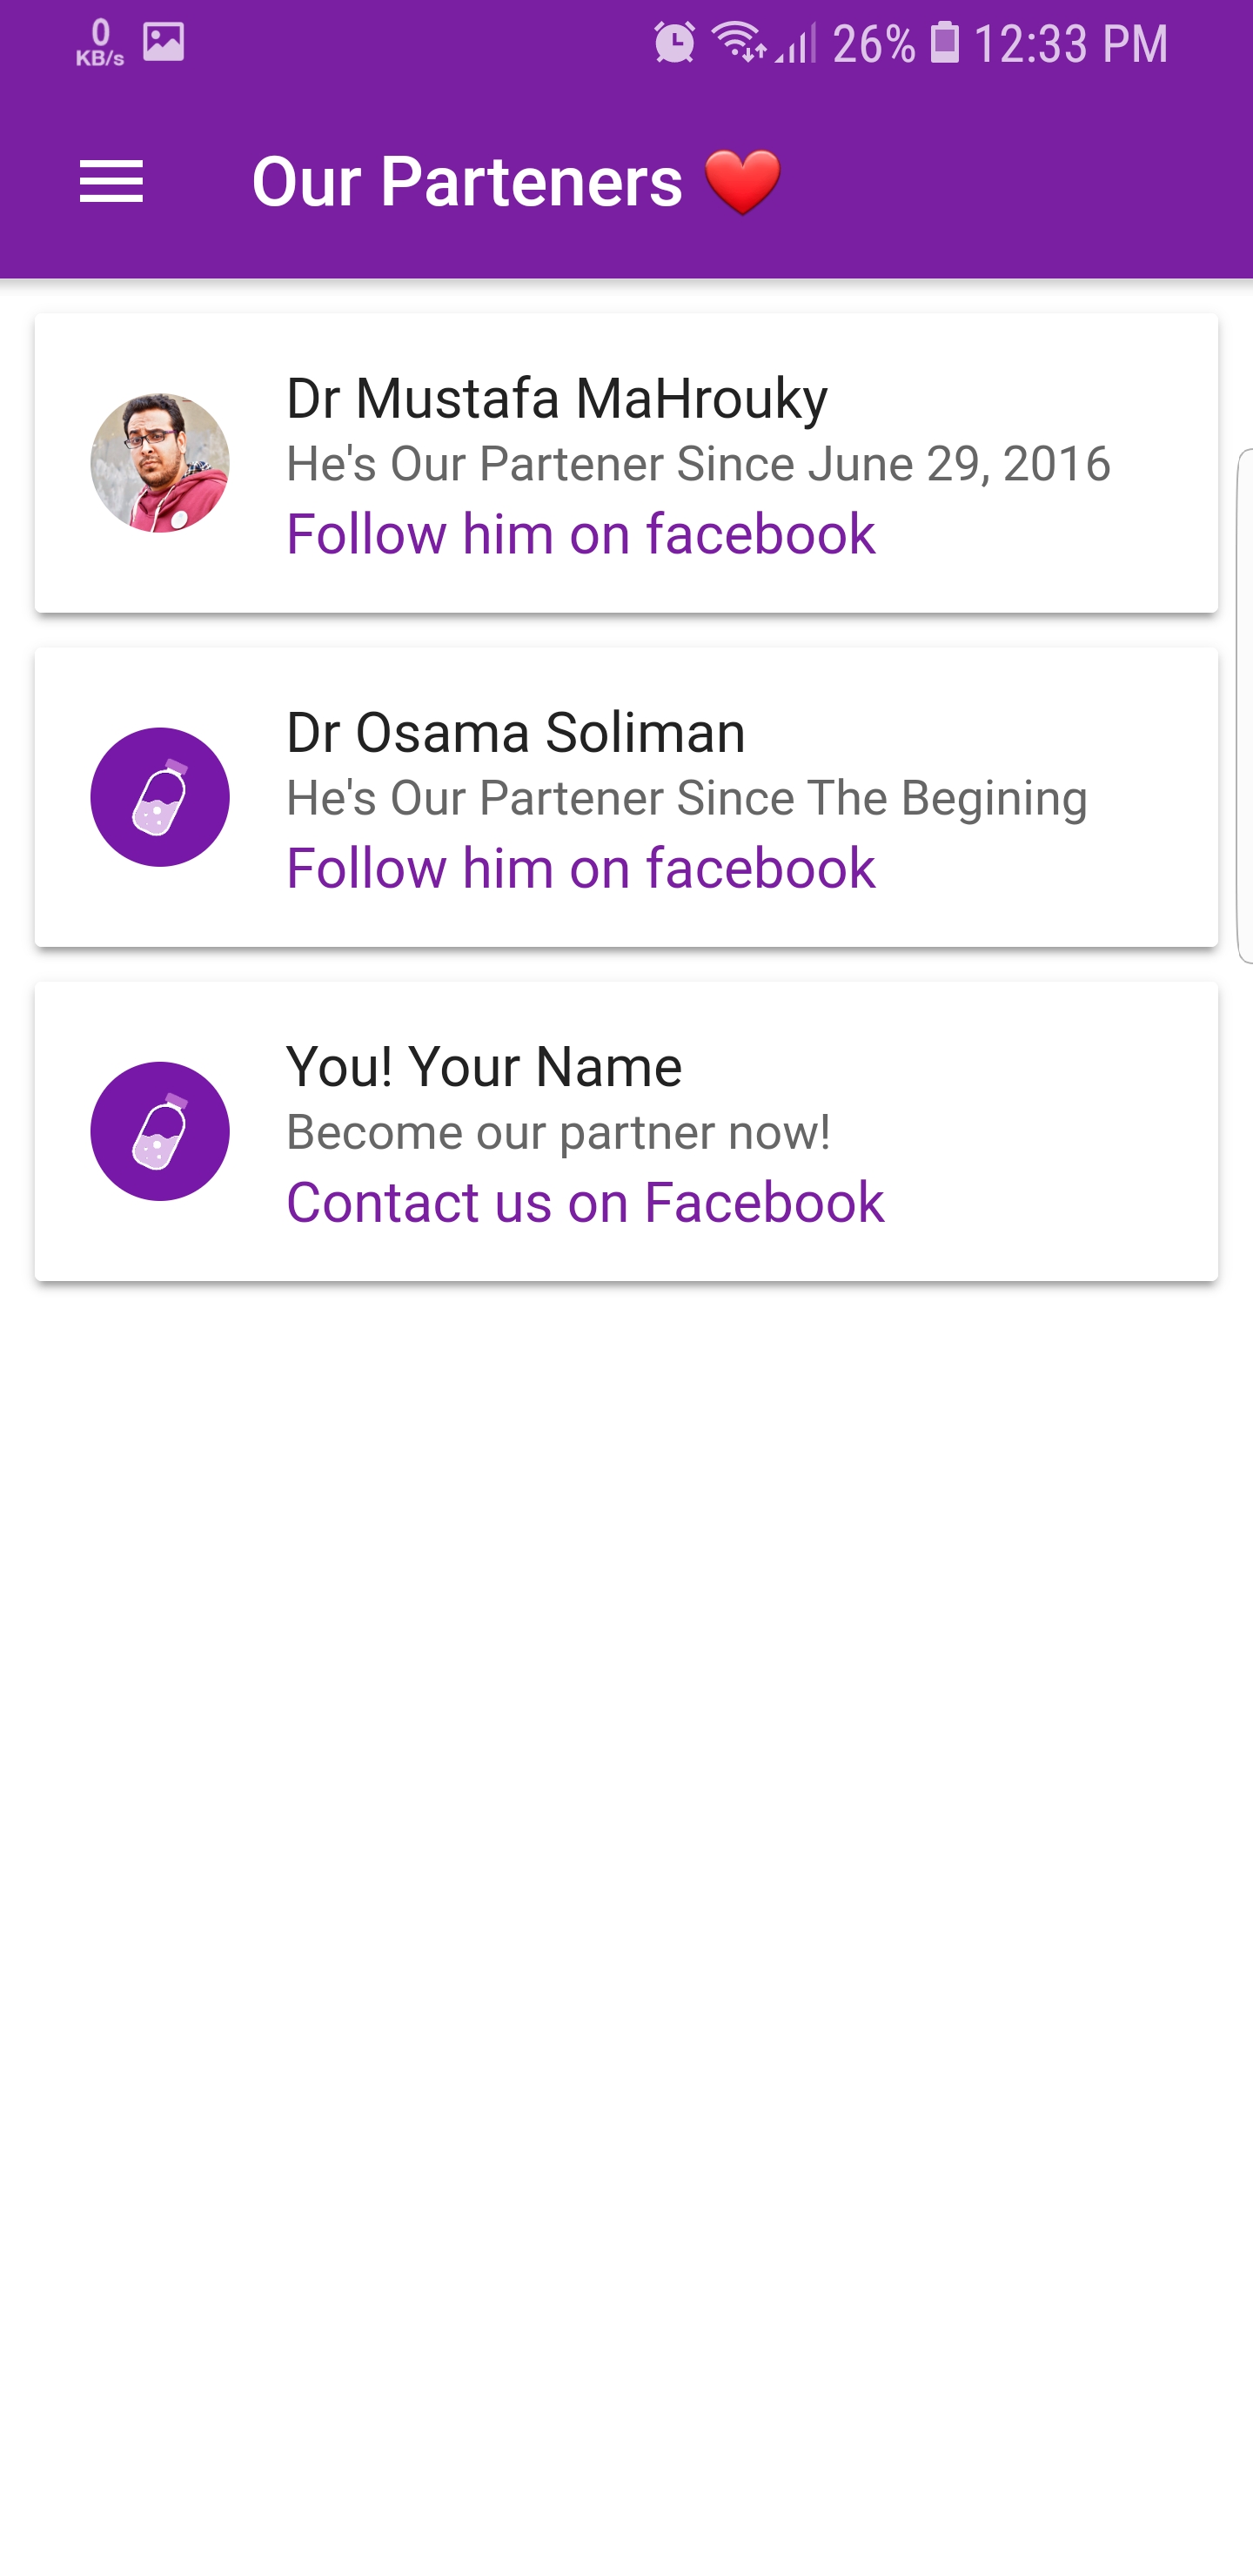 0
KB/s
26% 12:33 PM
Our Parteners ❤️
Dr Mustafa MaHrouky
He's Our Partener Since June 29, 2016
Follow him on facebook
Dr Osama Soliman
He's Our Partener Since The Begining
Follow him on facebook
You! Your Name
Become our partner now!
Contact us on Facebook